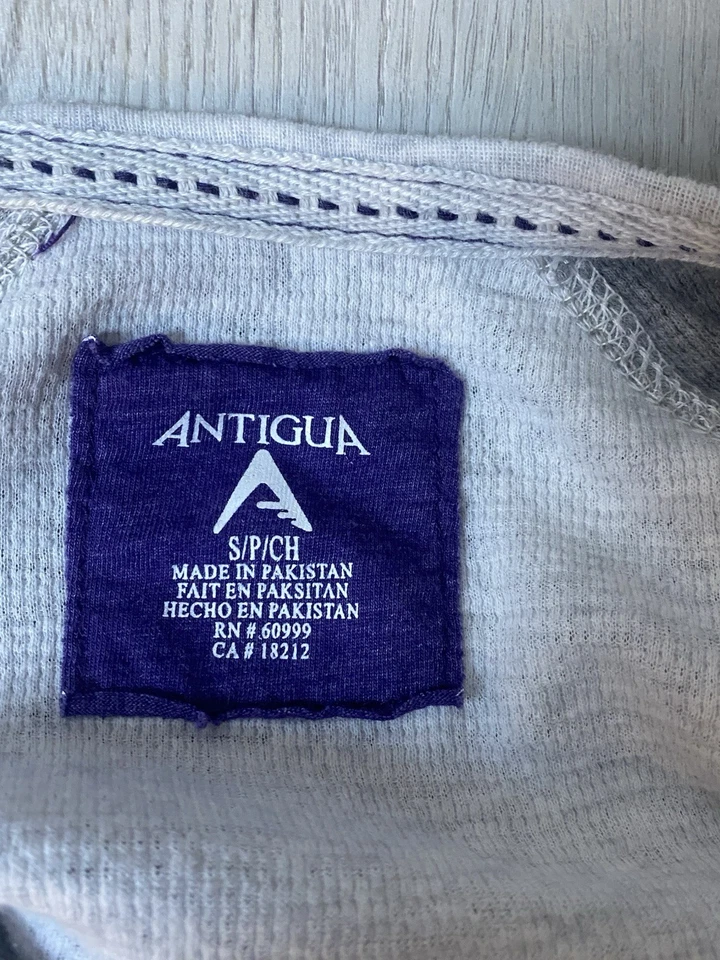 ANTIGUA
S/P/CH
MADE IN PAKISTAN
FAIT EN PAKSITAN
HECHO EN PAKISTAN
RN # 60999
CA # 18212